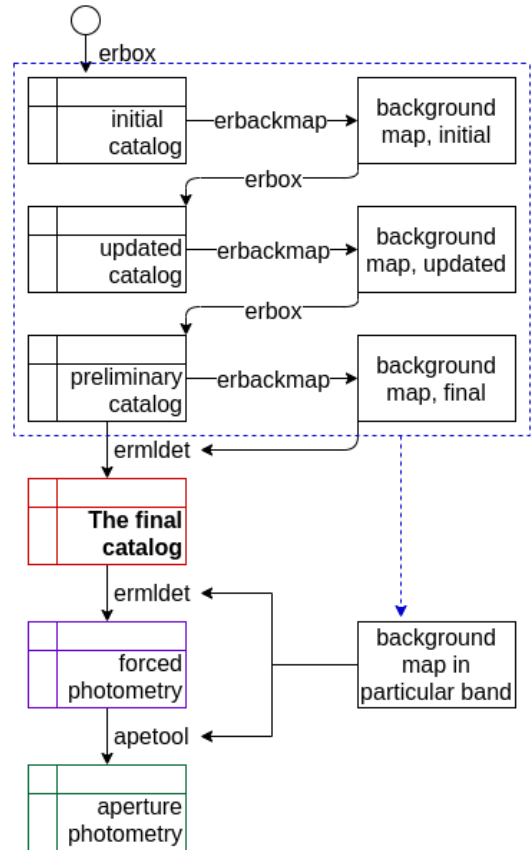 erbox
initial
catalog
erbackmap
background
map, initial
erbox
updated
catalog
erbackmap
background
map, updated
erbox
preliminary
catalog
erbackmap
background
map, final
ermldet
The final
catalog
ermldet
forced
photometry
background
map in
particular band
apetool
aperture
photometry